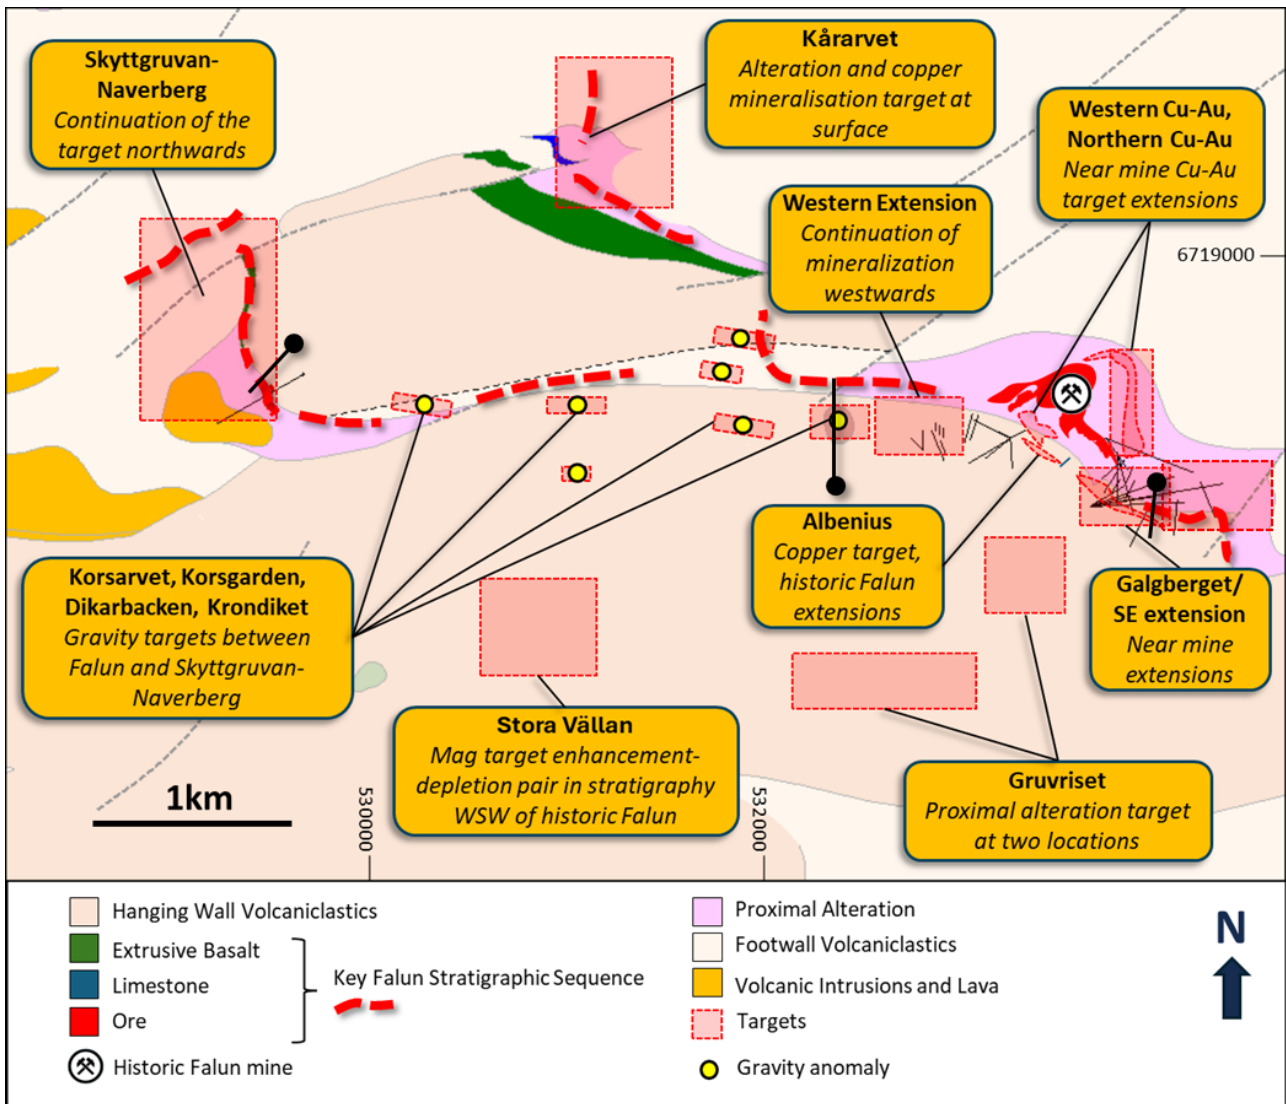 Skyttgruvan-
Naverberg
Continuation of the
target northwards
Kårarvet
Alteration and copper
mineralisation target at
surface
Western Cu-Au,
Northern Cu-Au
Near mine Cu-Au
target extensions
Western Extension
Continuation of
mineralization
westwards
6719000
Korsarvet, Korsgarden,
Dikarbacken, Krondiket
Gravity targets between
Falun and Skyttgruvan-
Naverberg
Albenius
Copper target,
historic Falun
extensions
Galgberget/
SE extension
Near mine
extensions
Stora Vällan
Mag target enhancement-
depletion pair in stratigraphy
WSW of historic Falun
Gruvriset
Proximal alteration target
at two locations
1km
530000
532000
Hanging Wall Volcaniclastics
Extrusive Basalt
Limestone
Ore
Key Falun Stratigraphic Sequence
Historic Falun mine
Proximal Alteration
Footwall Volcaniclastics
Volcanic Intrusions and Lava
Targets
Gravity anomaly
N